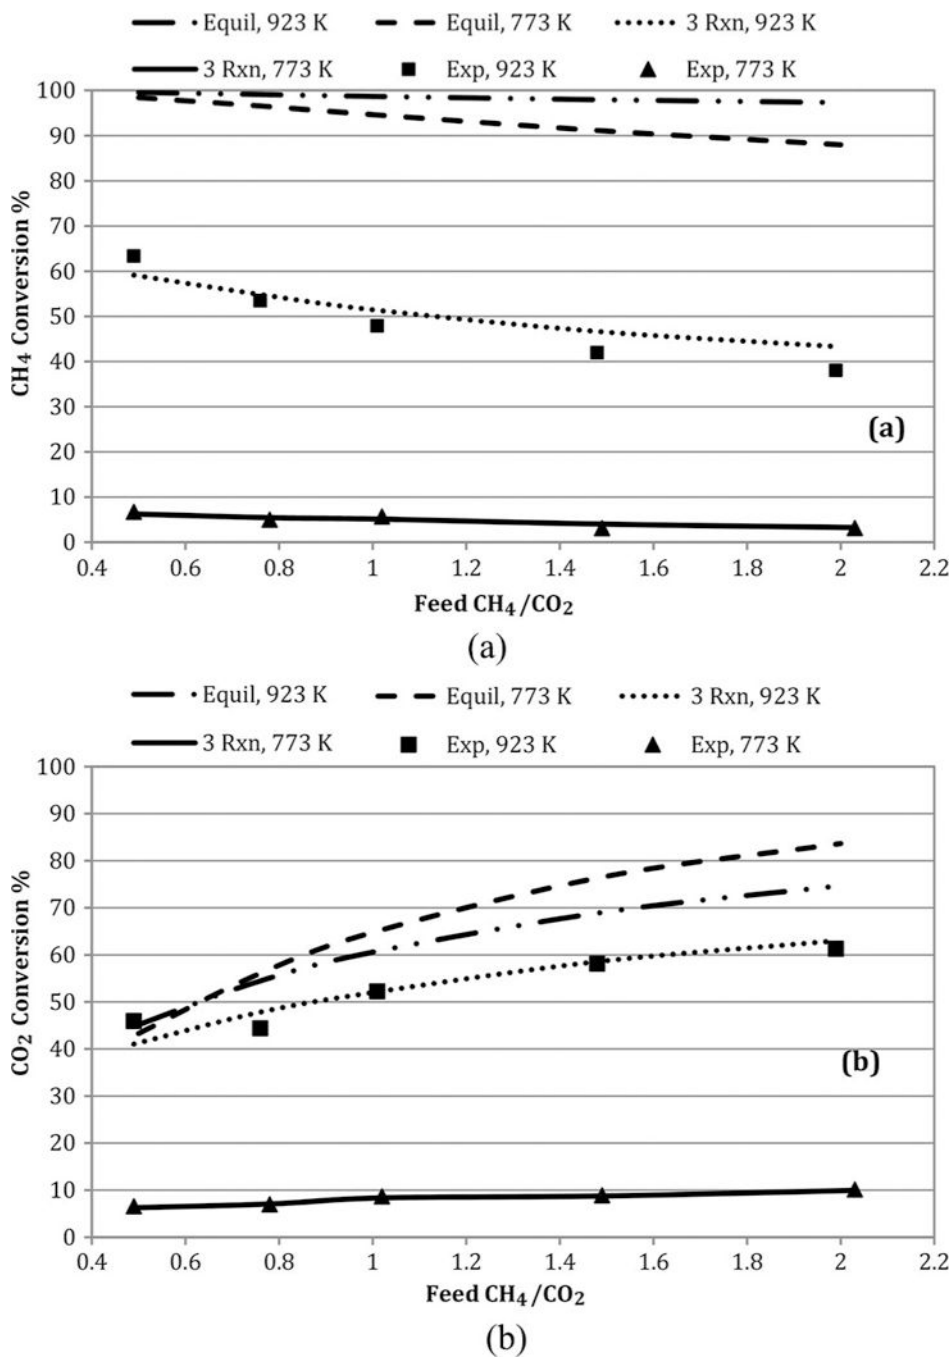 Equil, 923 K Equil, 773 K 3 Rxn, 923 K
3 Rxn, 773 K Exp, 923 K Exp, 773 K
100
90
80
70
60
50
40
30
20
10
0
CH₄ Conversion %
(a)
0.4 0.6 0.8 1 1.2 1.4 1.6 1.8 2 2.2
Feed CH₄/CO₂
(a)
Equil, 923 K Equil, 773 K 3 Rxn, 923 K
3 Rxn, 773 K Exp, 923 K Exp, 773 K
100
90
80
70
60
50
40
30
20
10
0
CO₂ Conversion %
(b)
0.4 0.6 0.8 1 1.2 1.4 1.6 1.8 2 2.2
Feed CH₄/CO₂
(b)